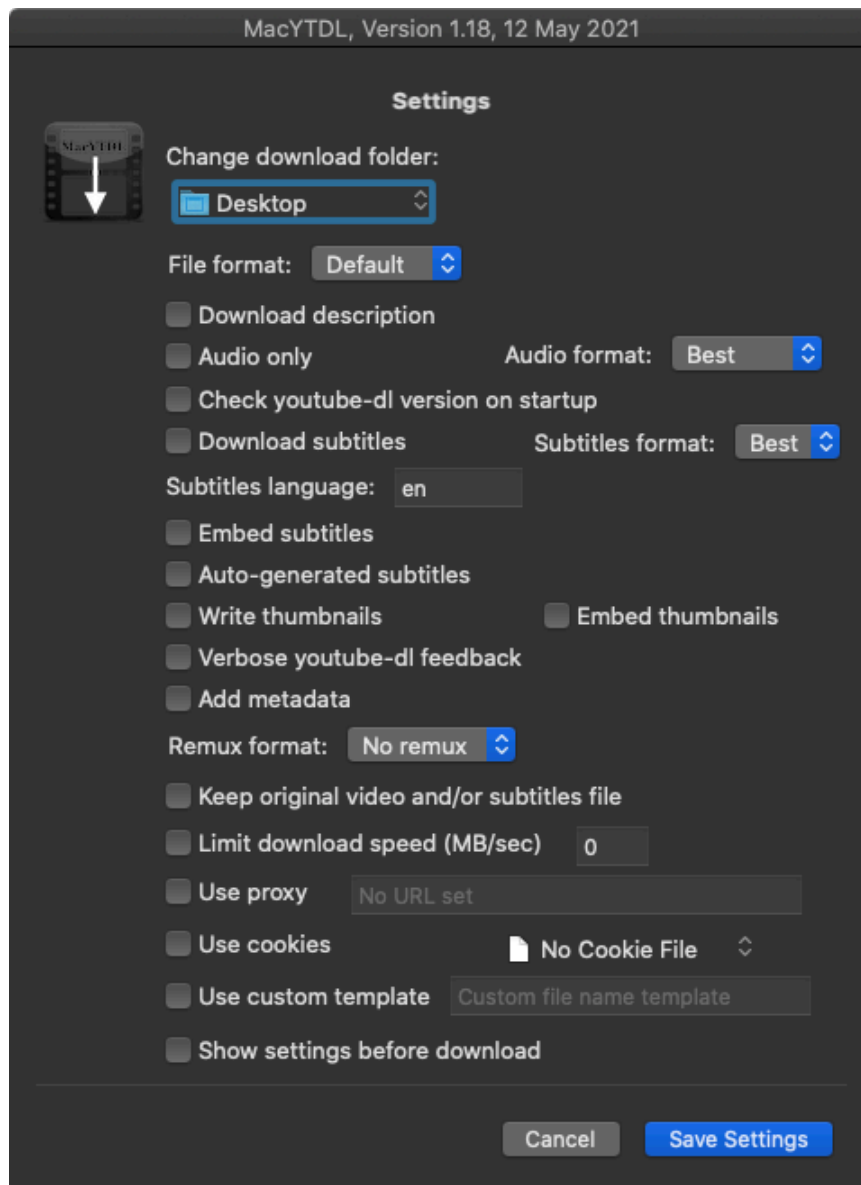 MacYTDL, Version 1.18, 12 May 2021
Settings
MacYTDL
Change download folder:
Desktop
File format: Default
Download description
Audio only Audio format: Best
Check youtube-dl version on startup
Download subtitles Subtitles format: Best
Subtitles language: en
Embed subtitles
Auto-generated subtitles
Write thumbnails Embed thumbnails
Verbose youtube-dl feedback
Add metadata
Remux format: No remux
Keep original video and/or subtitles file
Limit download speed (MB/sec) 0
Use proxy No URL set
Use cookies No Cookie File
Use custom template Custom file name template
Show settings before download
Cancel Save Settings